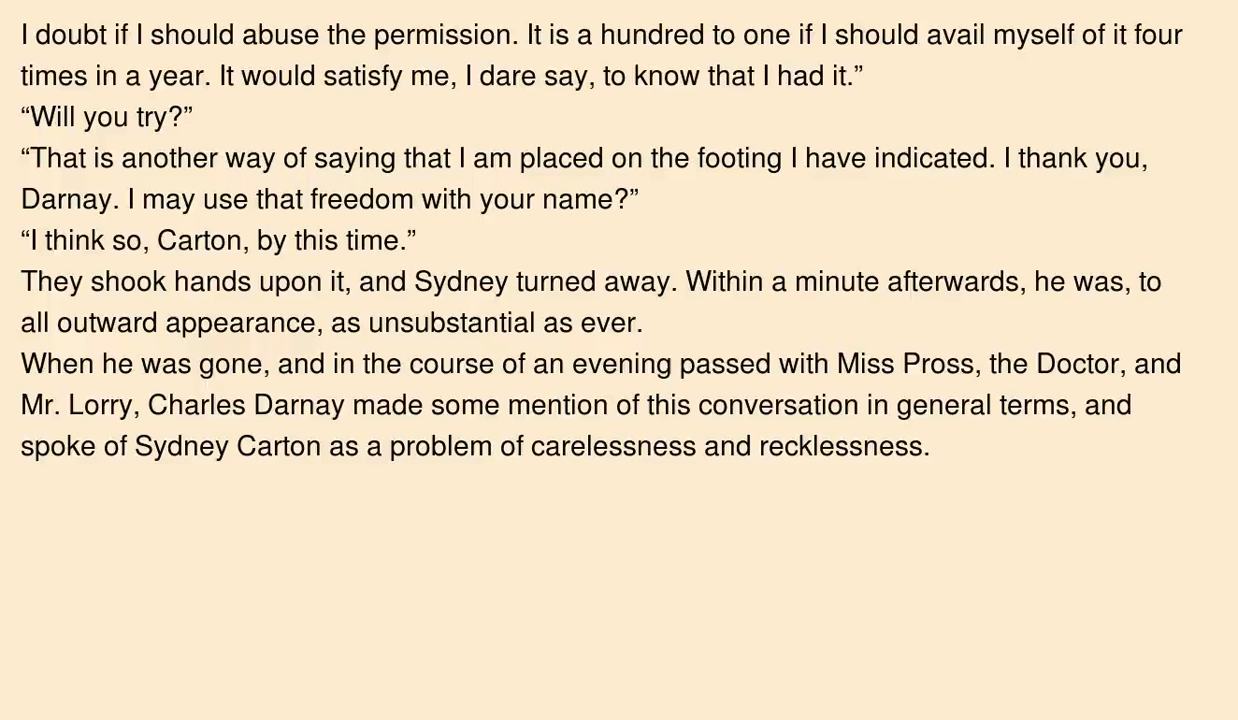 I doubt if I should abuse the permission. It is a hundred to one if I should avail myself of it four
times in a year. It would satisfy me, I dare say, to know that I had it.”
“Will you try?”
“That is another way of saying that I am placed on the footing I have indicated. I thank you,
Darnay. I may use that freedom with your name?”
“I think so, Carton, by this time.”
They shook hands upon it, and Sydney turned away. Within a minute afterwards, he was, to
all outward appearance, as unsubstantial as ever.
When he was gone, and in the course of an evening passed with Miss Pross, the Doctor, and
Mr. Lorry, Charles Darnay made some mention of this conversation in general terms, and
spoke of Sydney Carton as a problem of carelessness and recklessness.